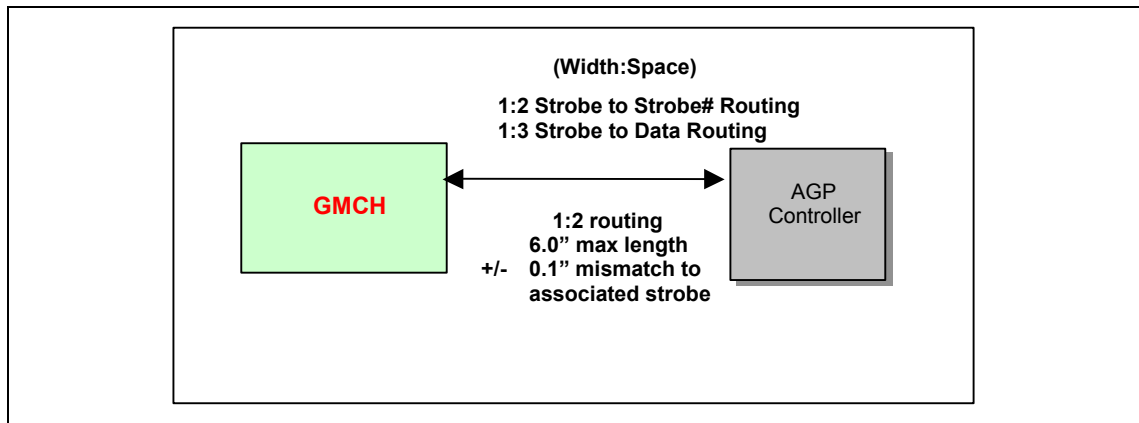 (Width:Space)
1:2 Strobe to Strobe# Routing
1:3 Strobe to Data Routing
GMCH
AGP
Controller
1:2 routing
6.0” max length
+/- 0.1” mismatch to
associated strobe